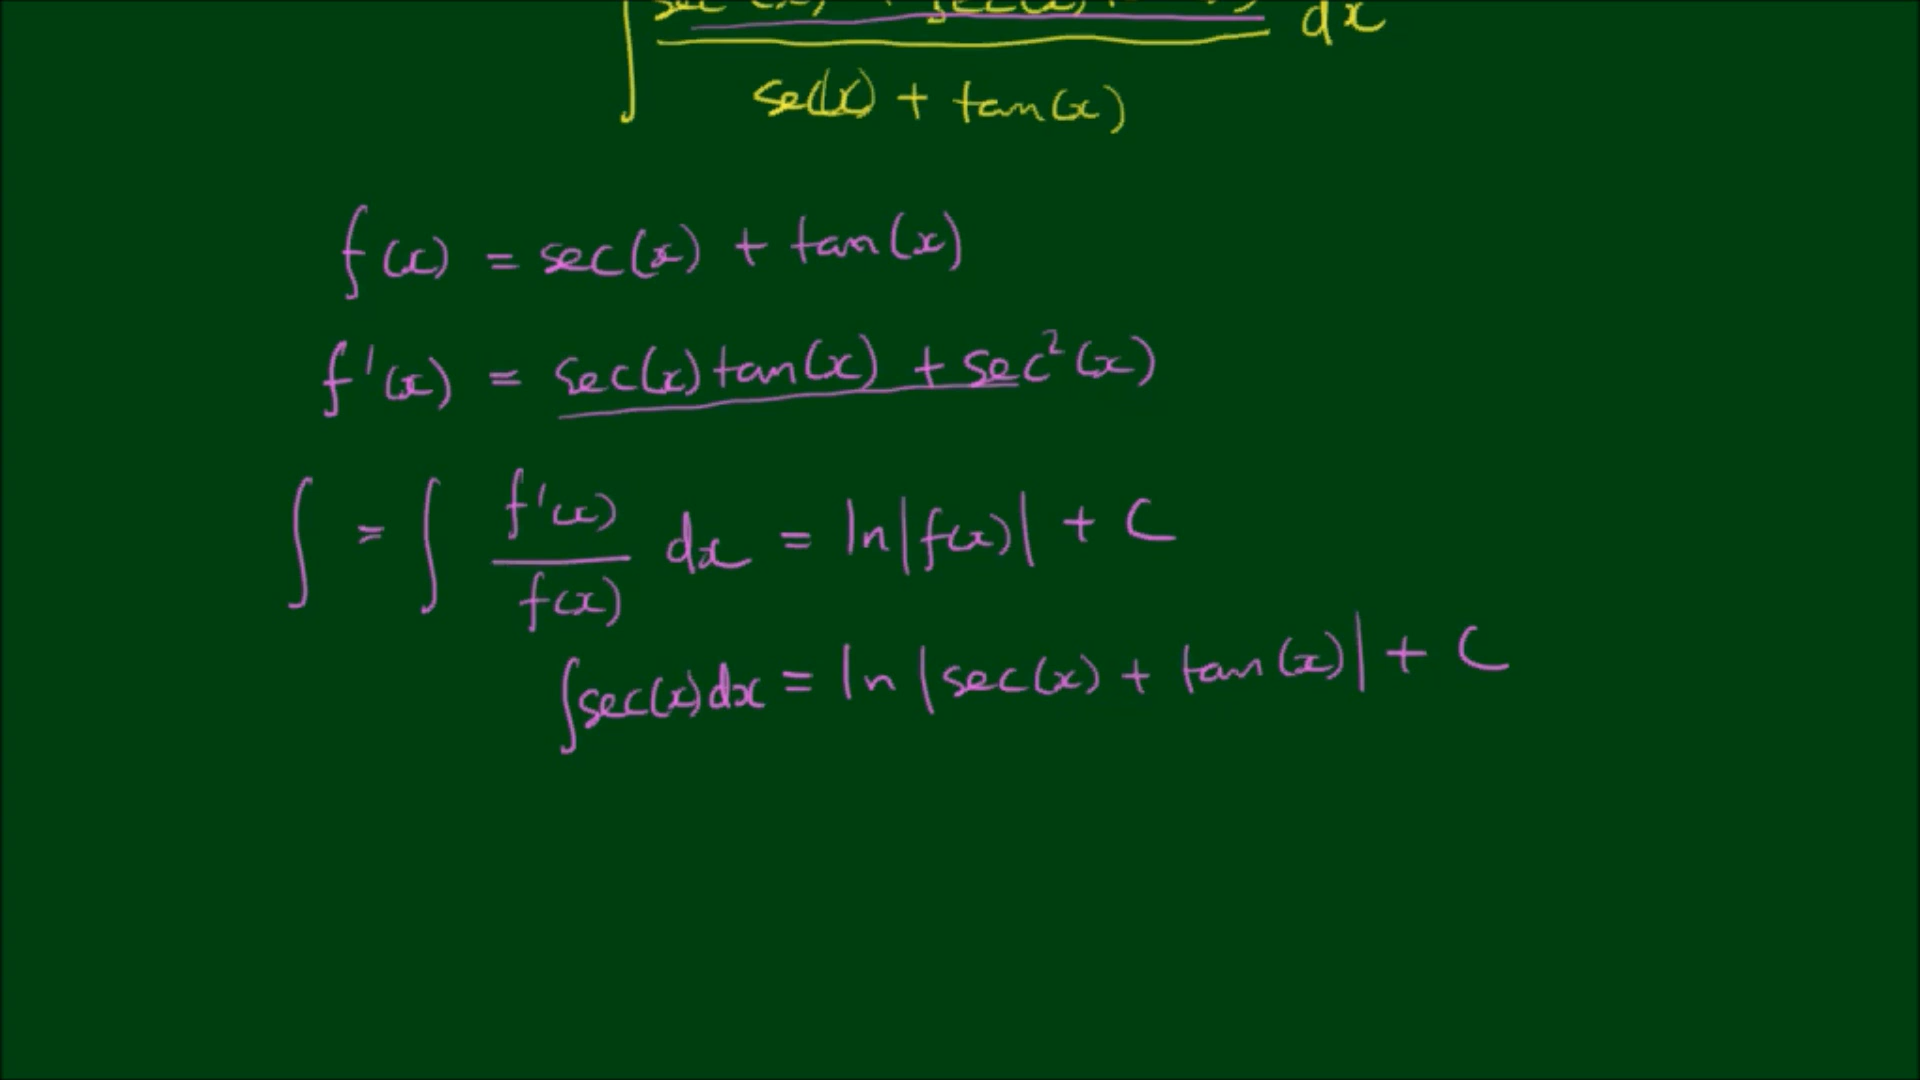 ∫ dx
sec(x) + tan(x)
f(x) = sec(x) + tan(x)
f'(x) = sec(x)tan(x) + sec²(x)
∫ = ∫ f'(x)/f(x) dx = ln|f(x)| + C
∫sec(x)dx = ln|sec(x) + tan(x)| + C